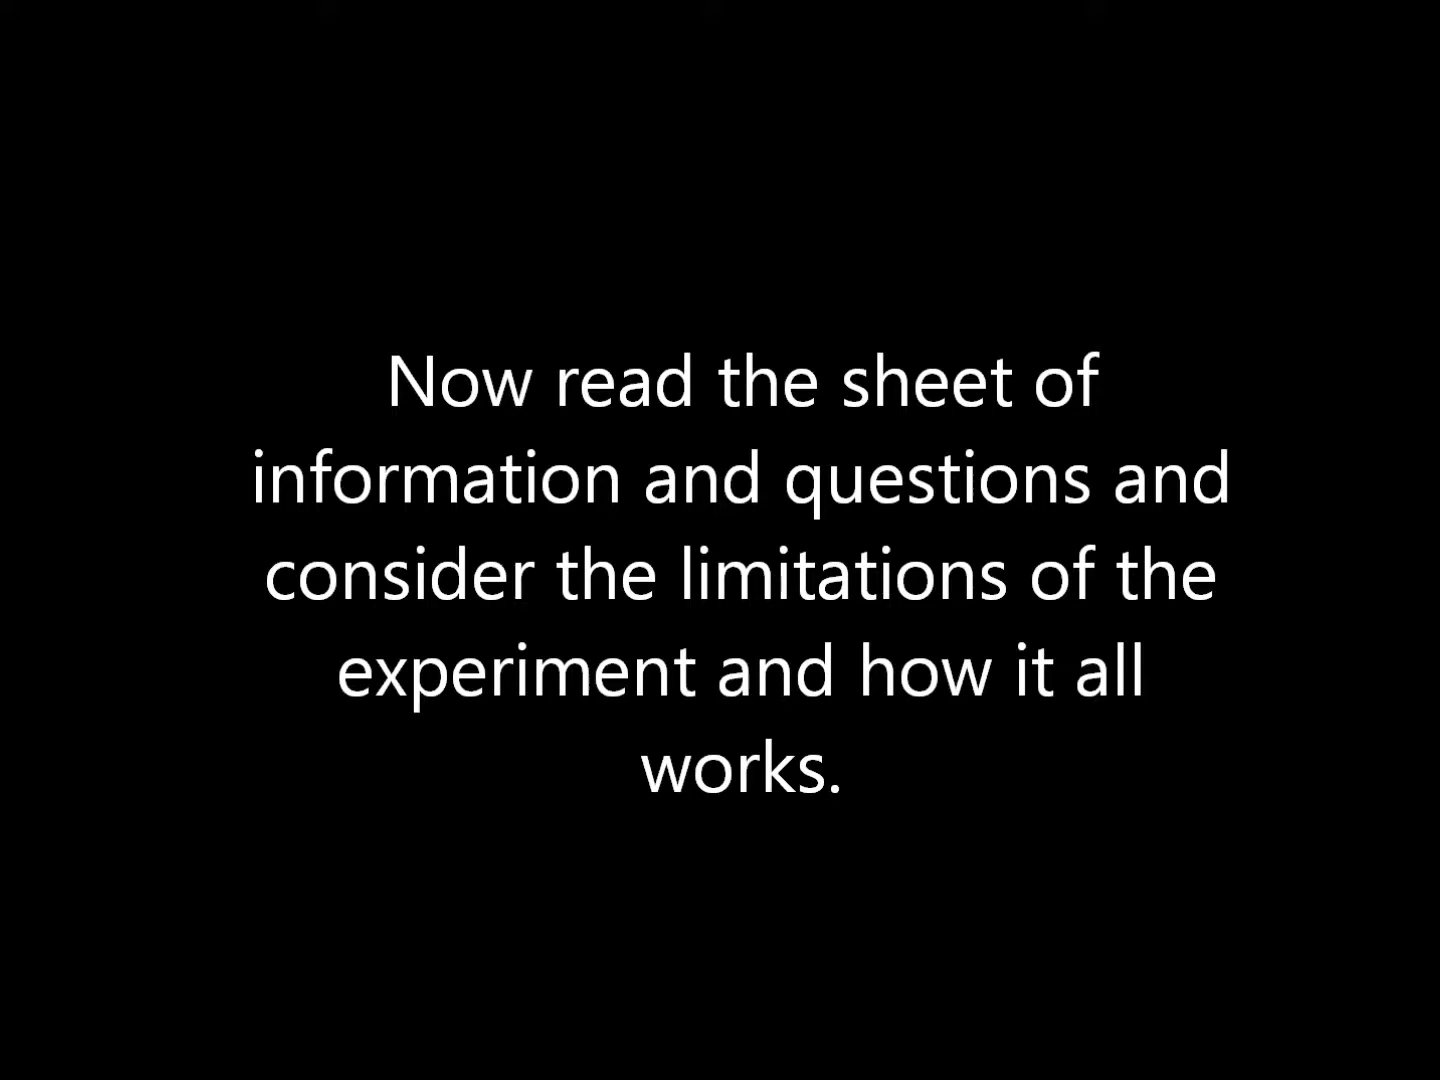 Now read the sheet of
information and questions and
consider the limitations of the
experiment and how it all
works.